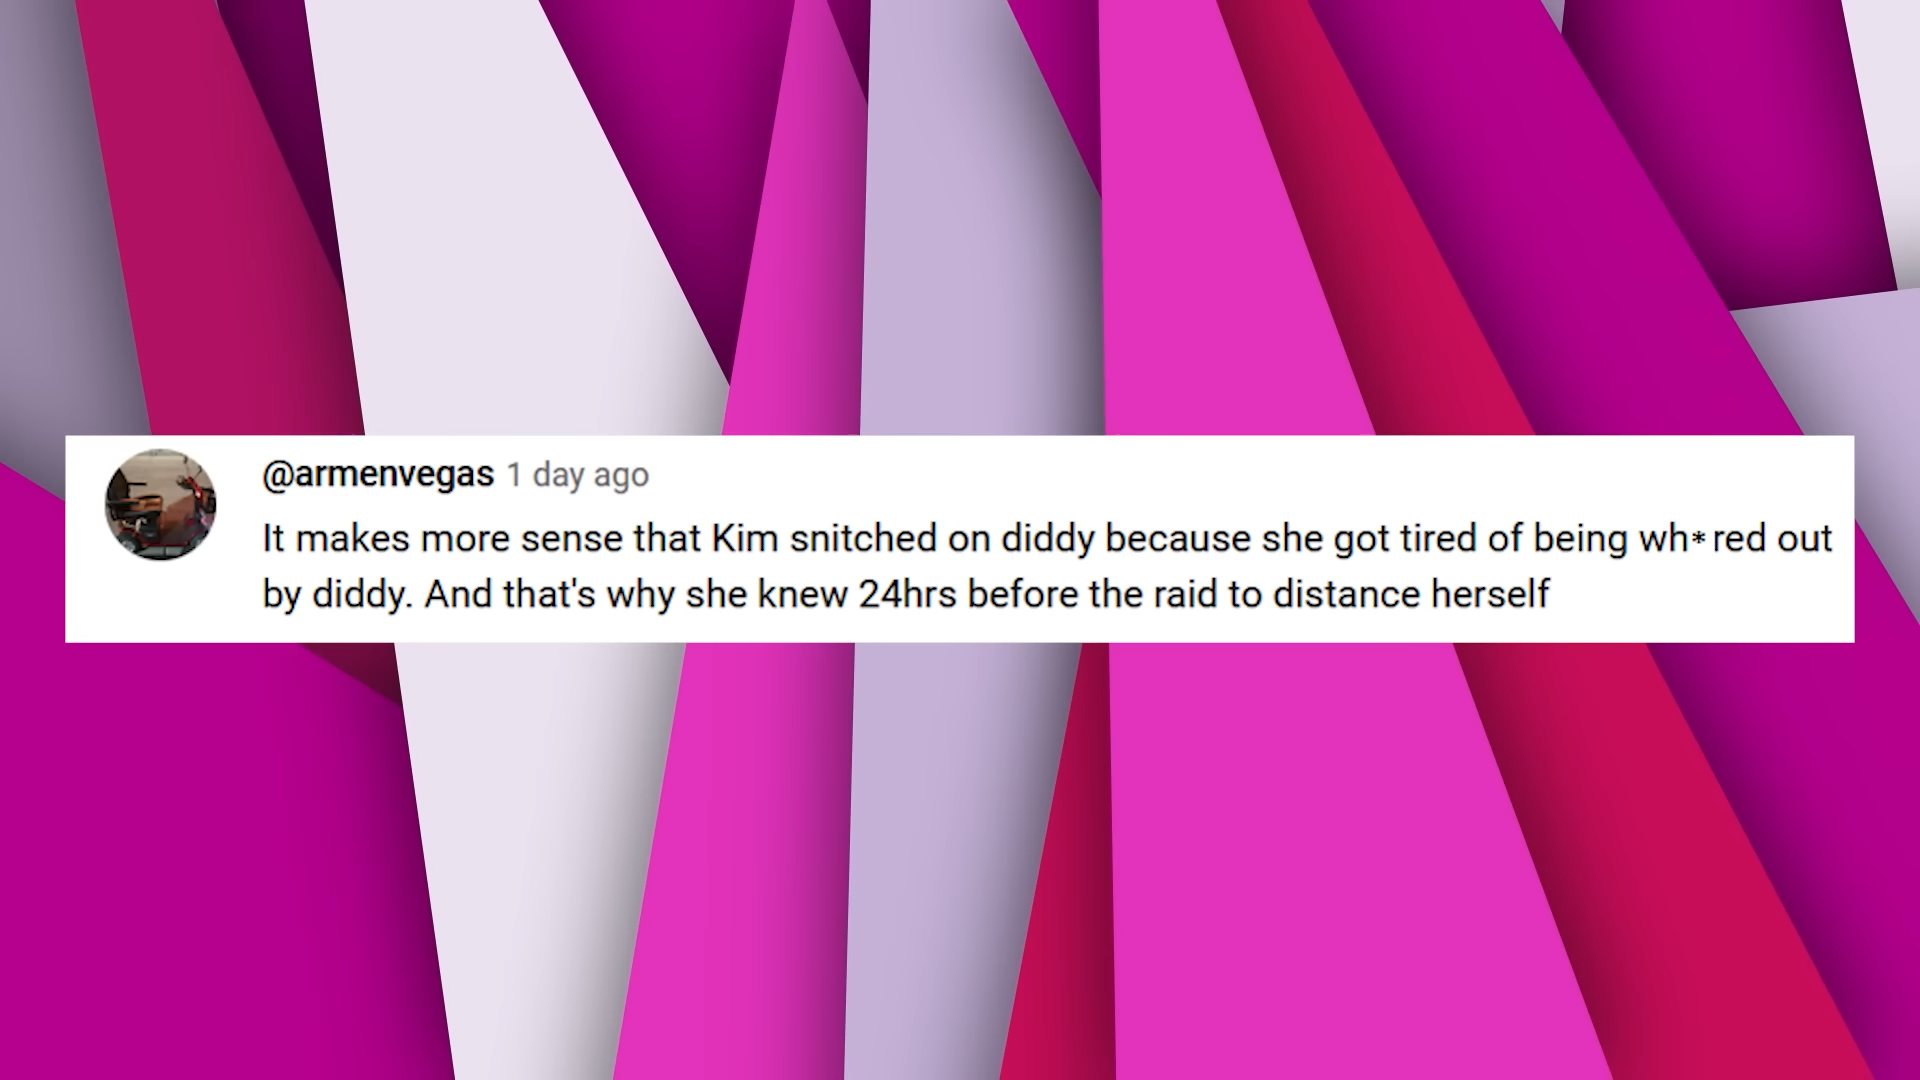 @armenvegas 1 day ago
It makes more sense that Kim snitched on diddy because she got tired of being wh*red out
by diddy. And that's why she knew 24hrs before the raid to distance herself